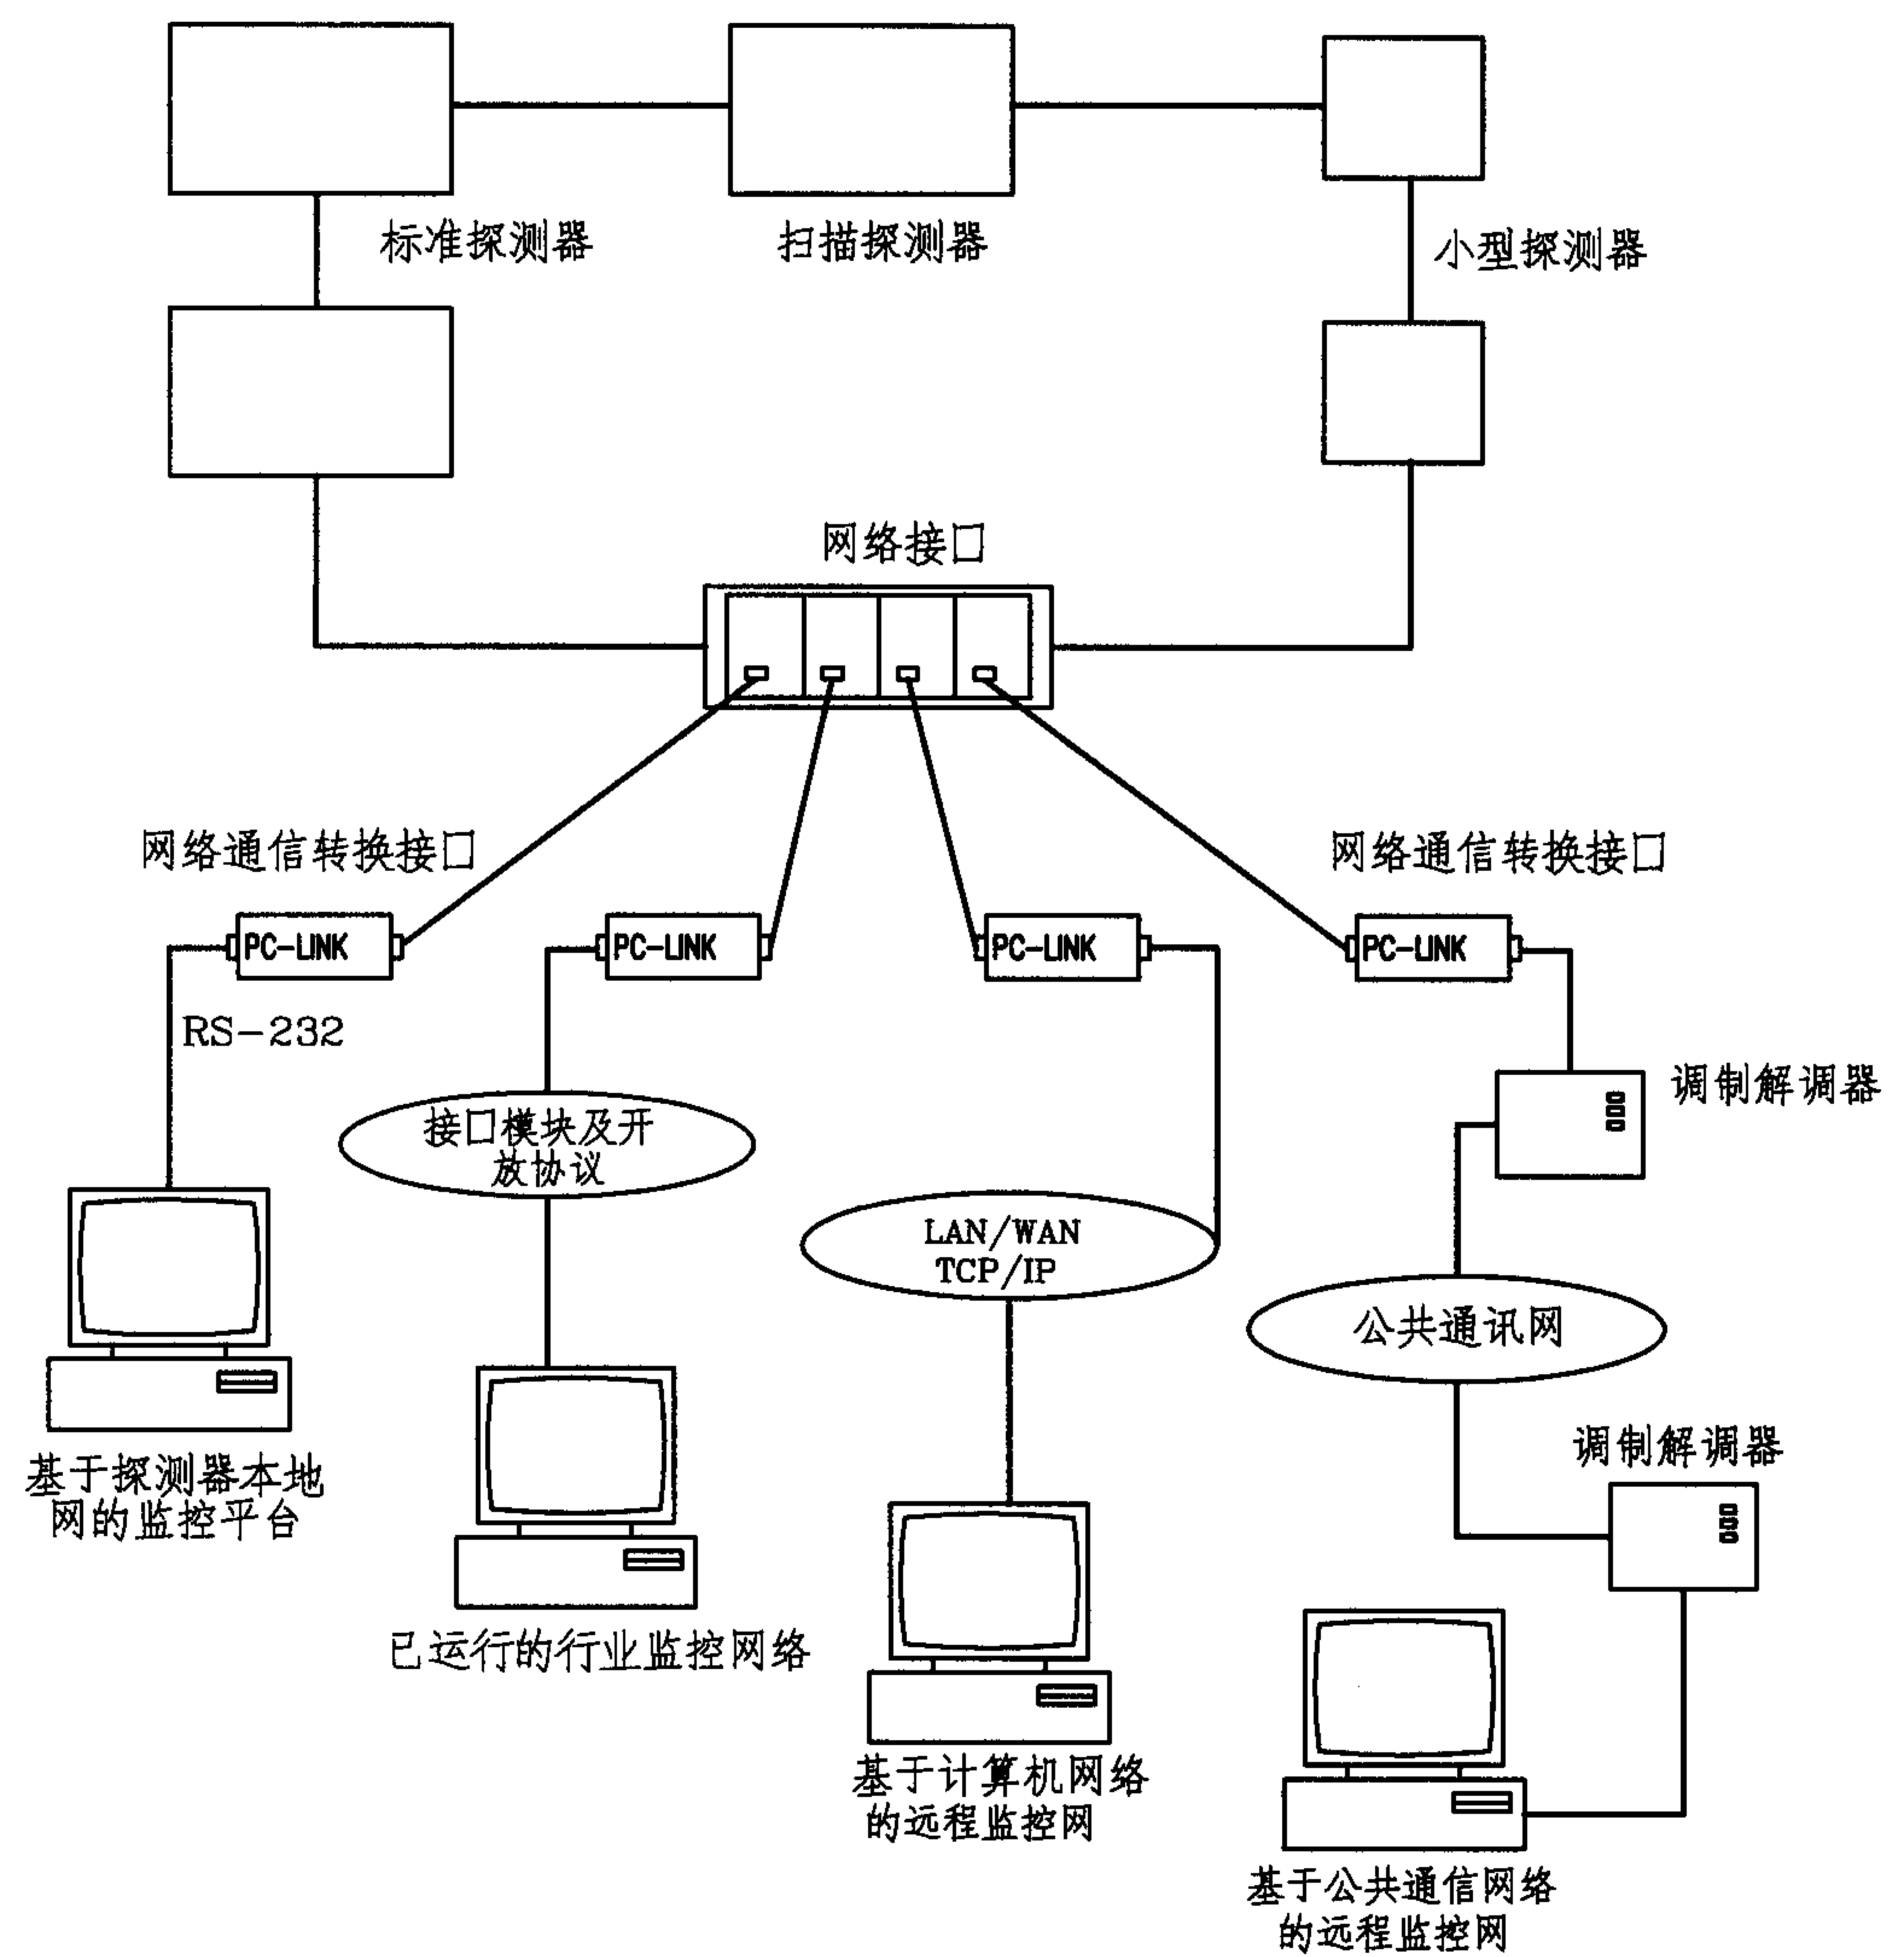 标准探测器
扫描探测器
小型探测器
网络接口
网络通信转换接口
网络通信转换接口
PC-LINK
PC-LINK
PC-LINK
PC-LINK
RS-232
调制解调器
接口模块及开
放协议
LAN/WAN
TCP/IP
公共通讯网
调制解调器
基于探测器本地
网的监控平台
已运行的行业监控网络
基于计算机网络
的远程监控网
基于公共通信网络
的远程监控网